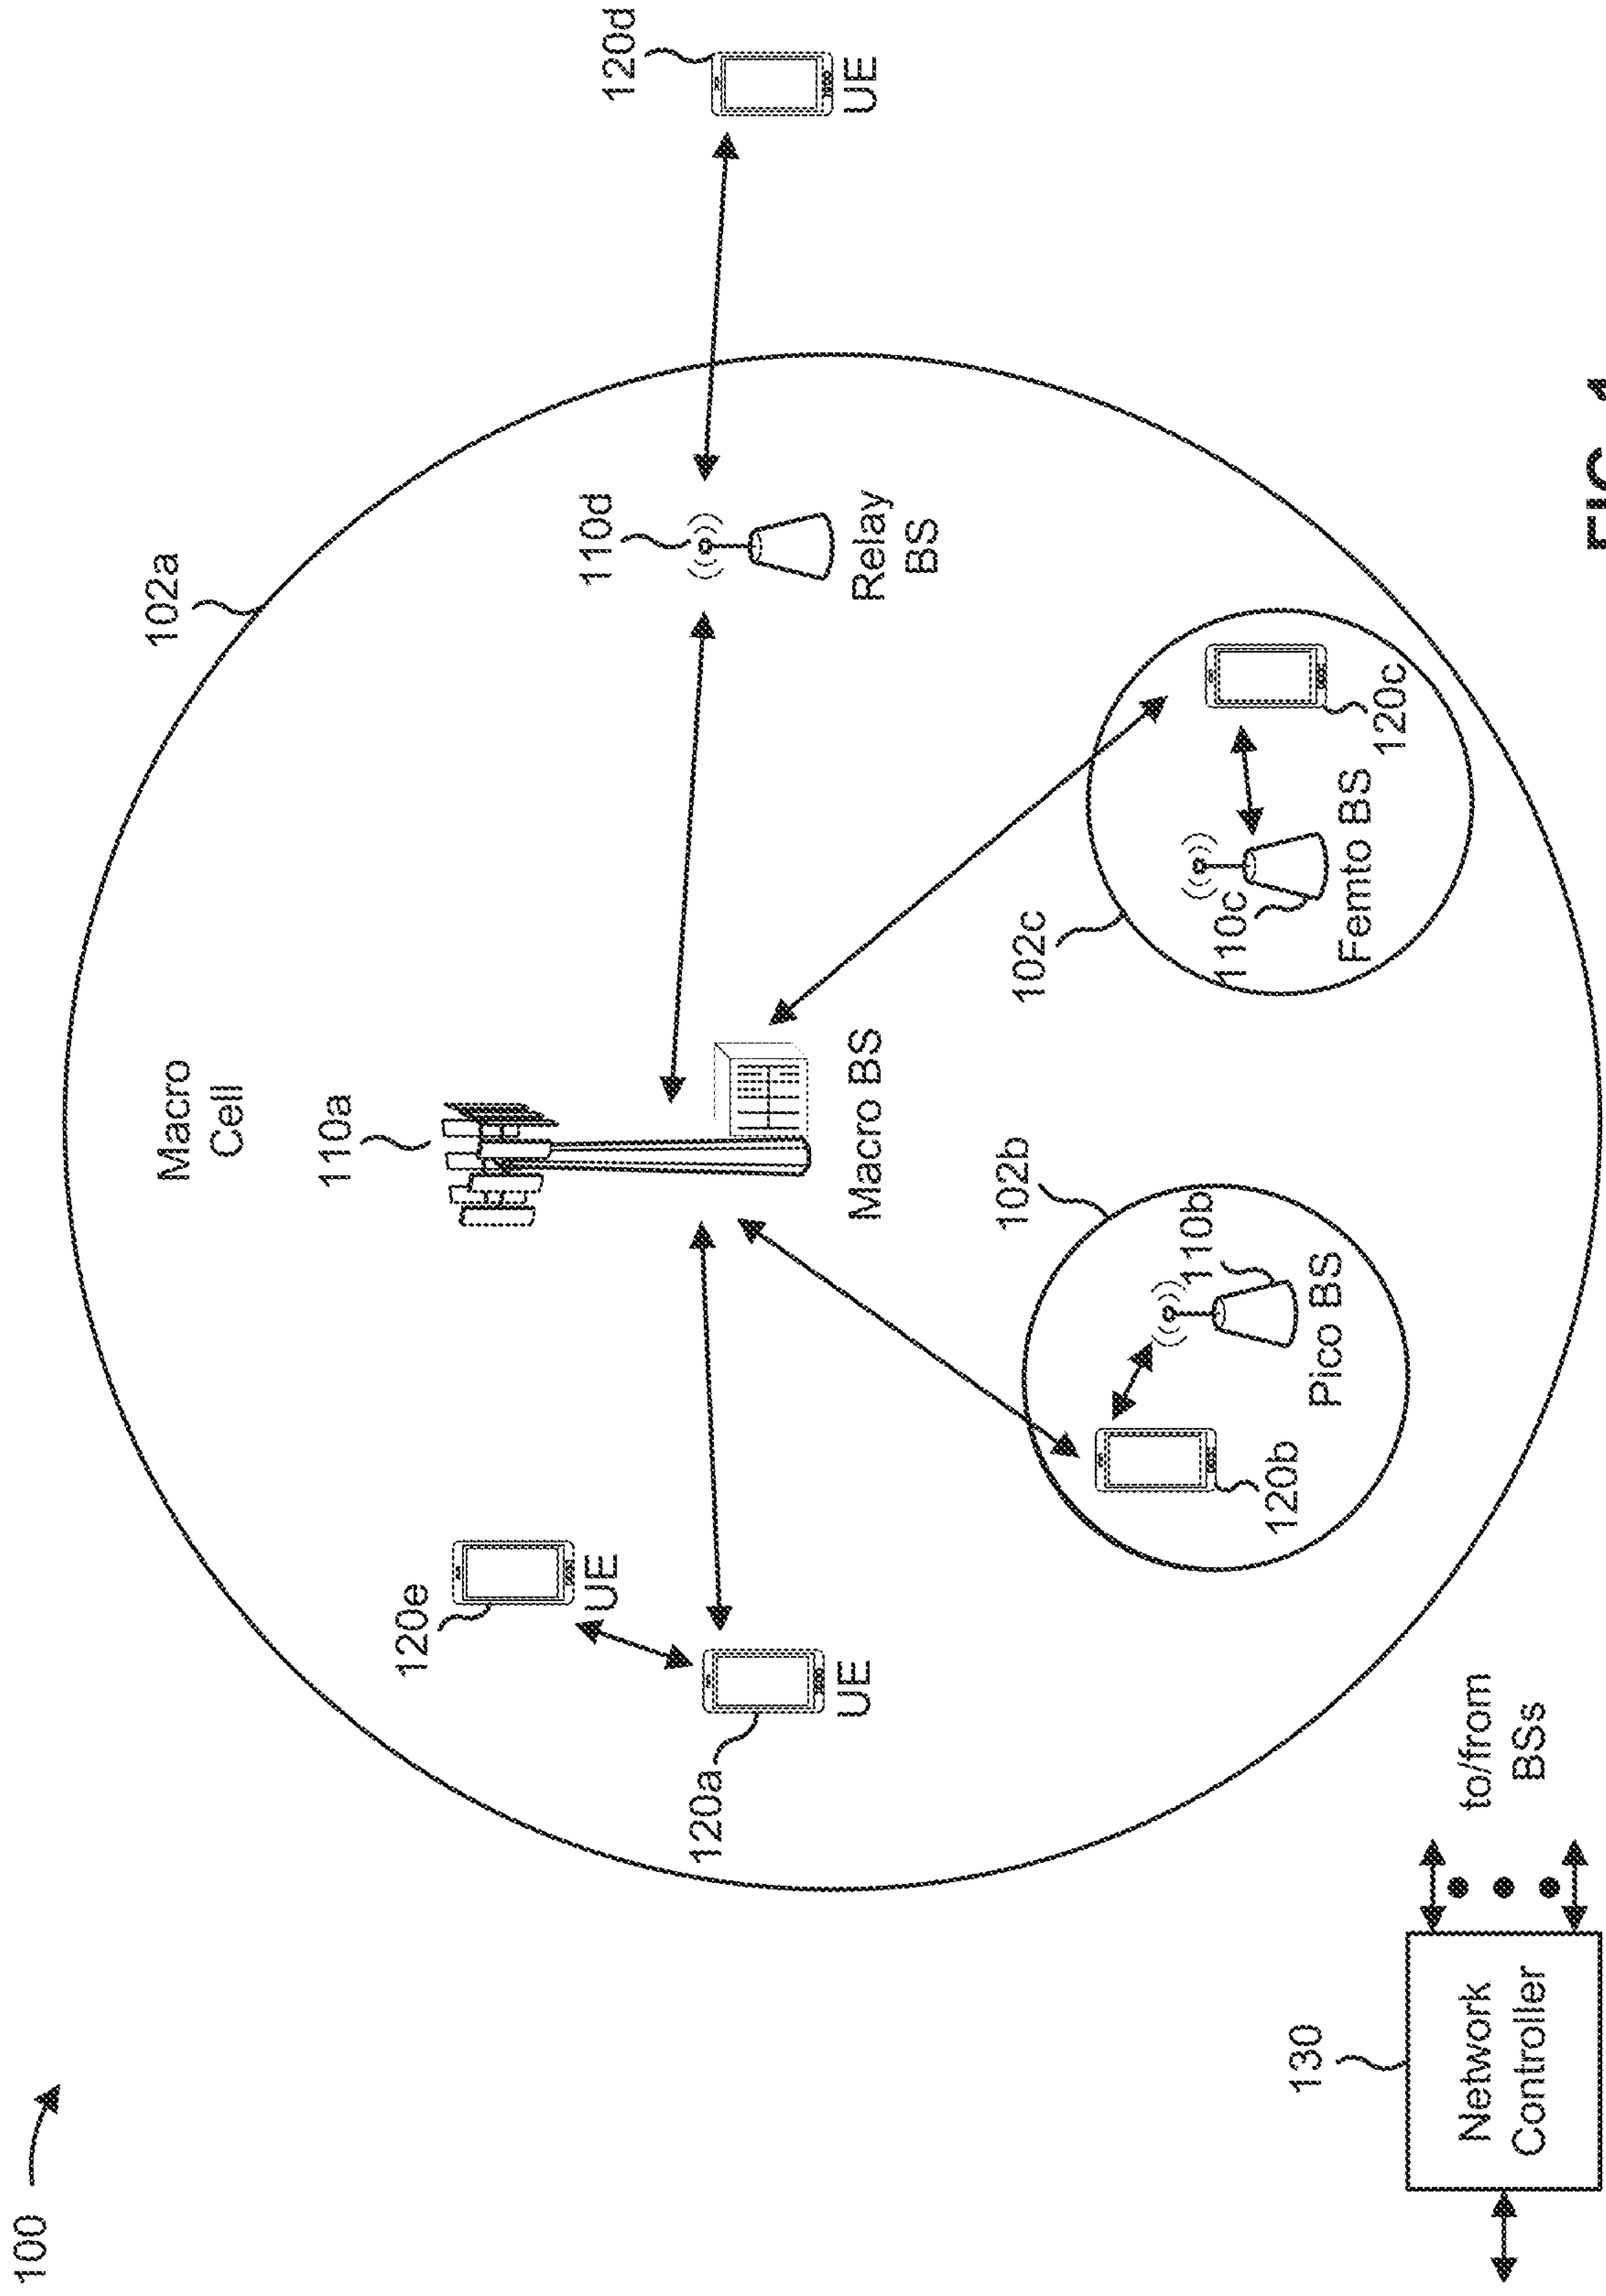 100
102a
Macro
Cell
110a
120d
UE
120e
UE
110d
Relay
BS
120a
UE
Macro BS
102b
102c
110b
110c
120b
Pico BS
Femto BS
120c
130
Network
Controller
to/from
BSs